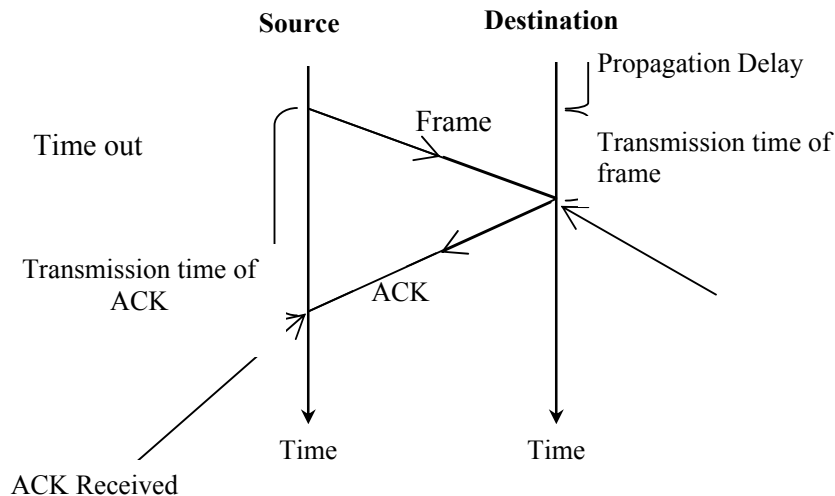 Source
Destination
Propagation Delay
Frame
Time out
Transmission time of
frame
Transmission time of
ACK
ACK
Time
Time
ACK Received